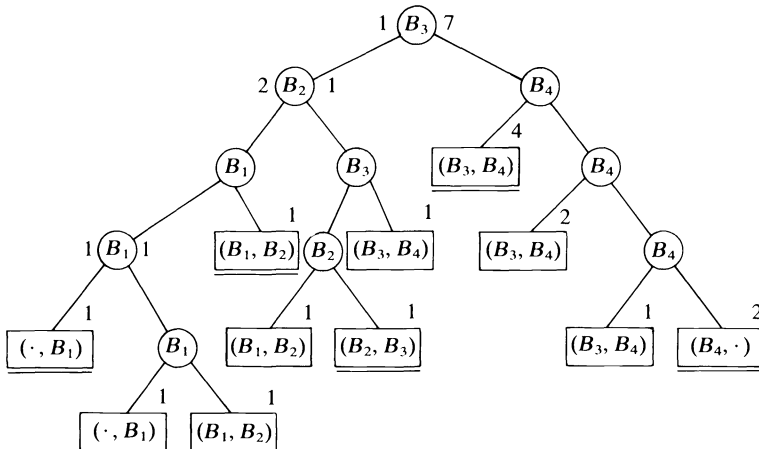 1 B₃ 7
2 B₂ 1 B₄
B₁ B₃ 4 (B₃, B₄) B₄
1 B₁ 1 1 (B₁, B₂) B₂ 1 (B₃, B₄) 2 (B₃, B₄) B₄
1 (·, B₁) B₁ 1 (B₁, B₂) 1 (B₂, B₃) 1 (B₃, B₄) 2 (B₄, ·)
1 (·, B₁) 1 (B₁, B₂)